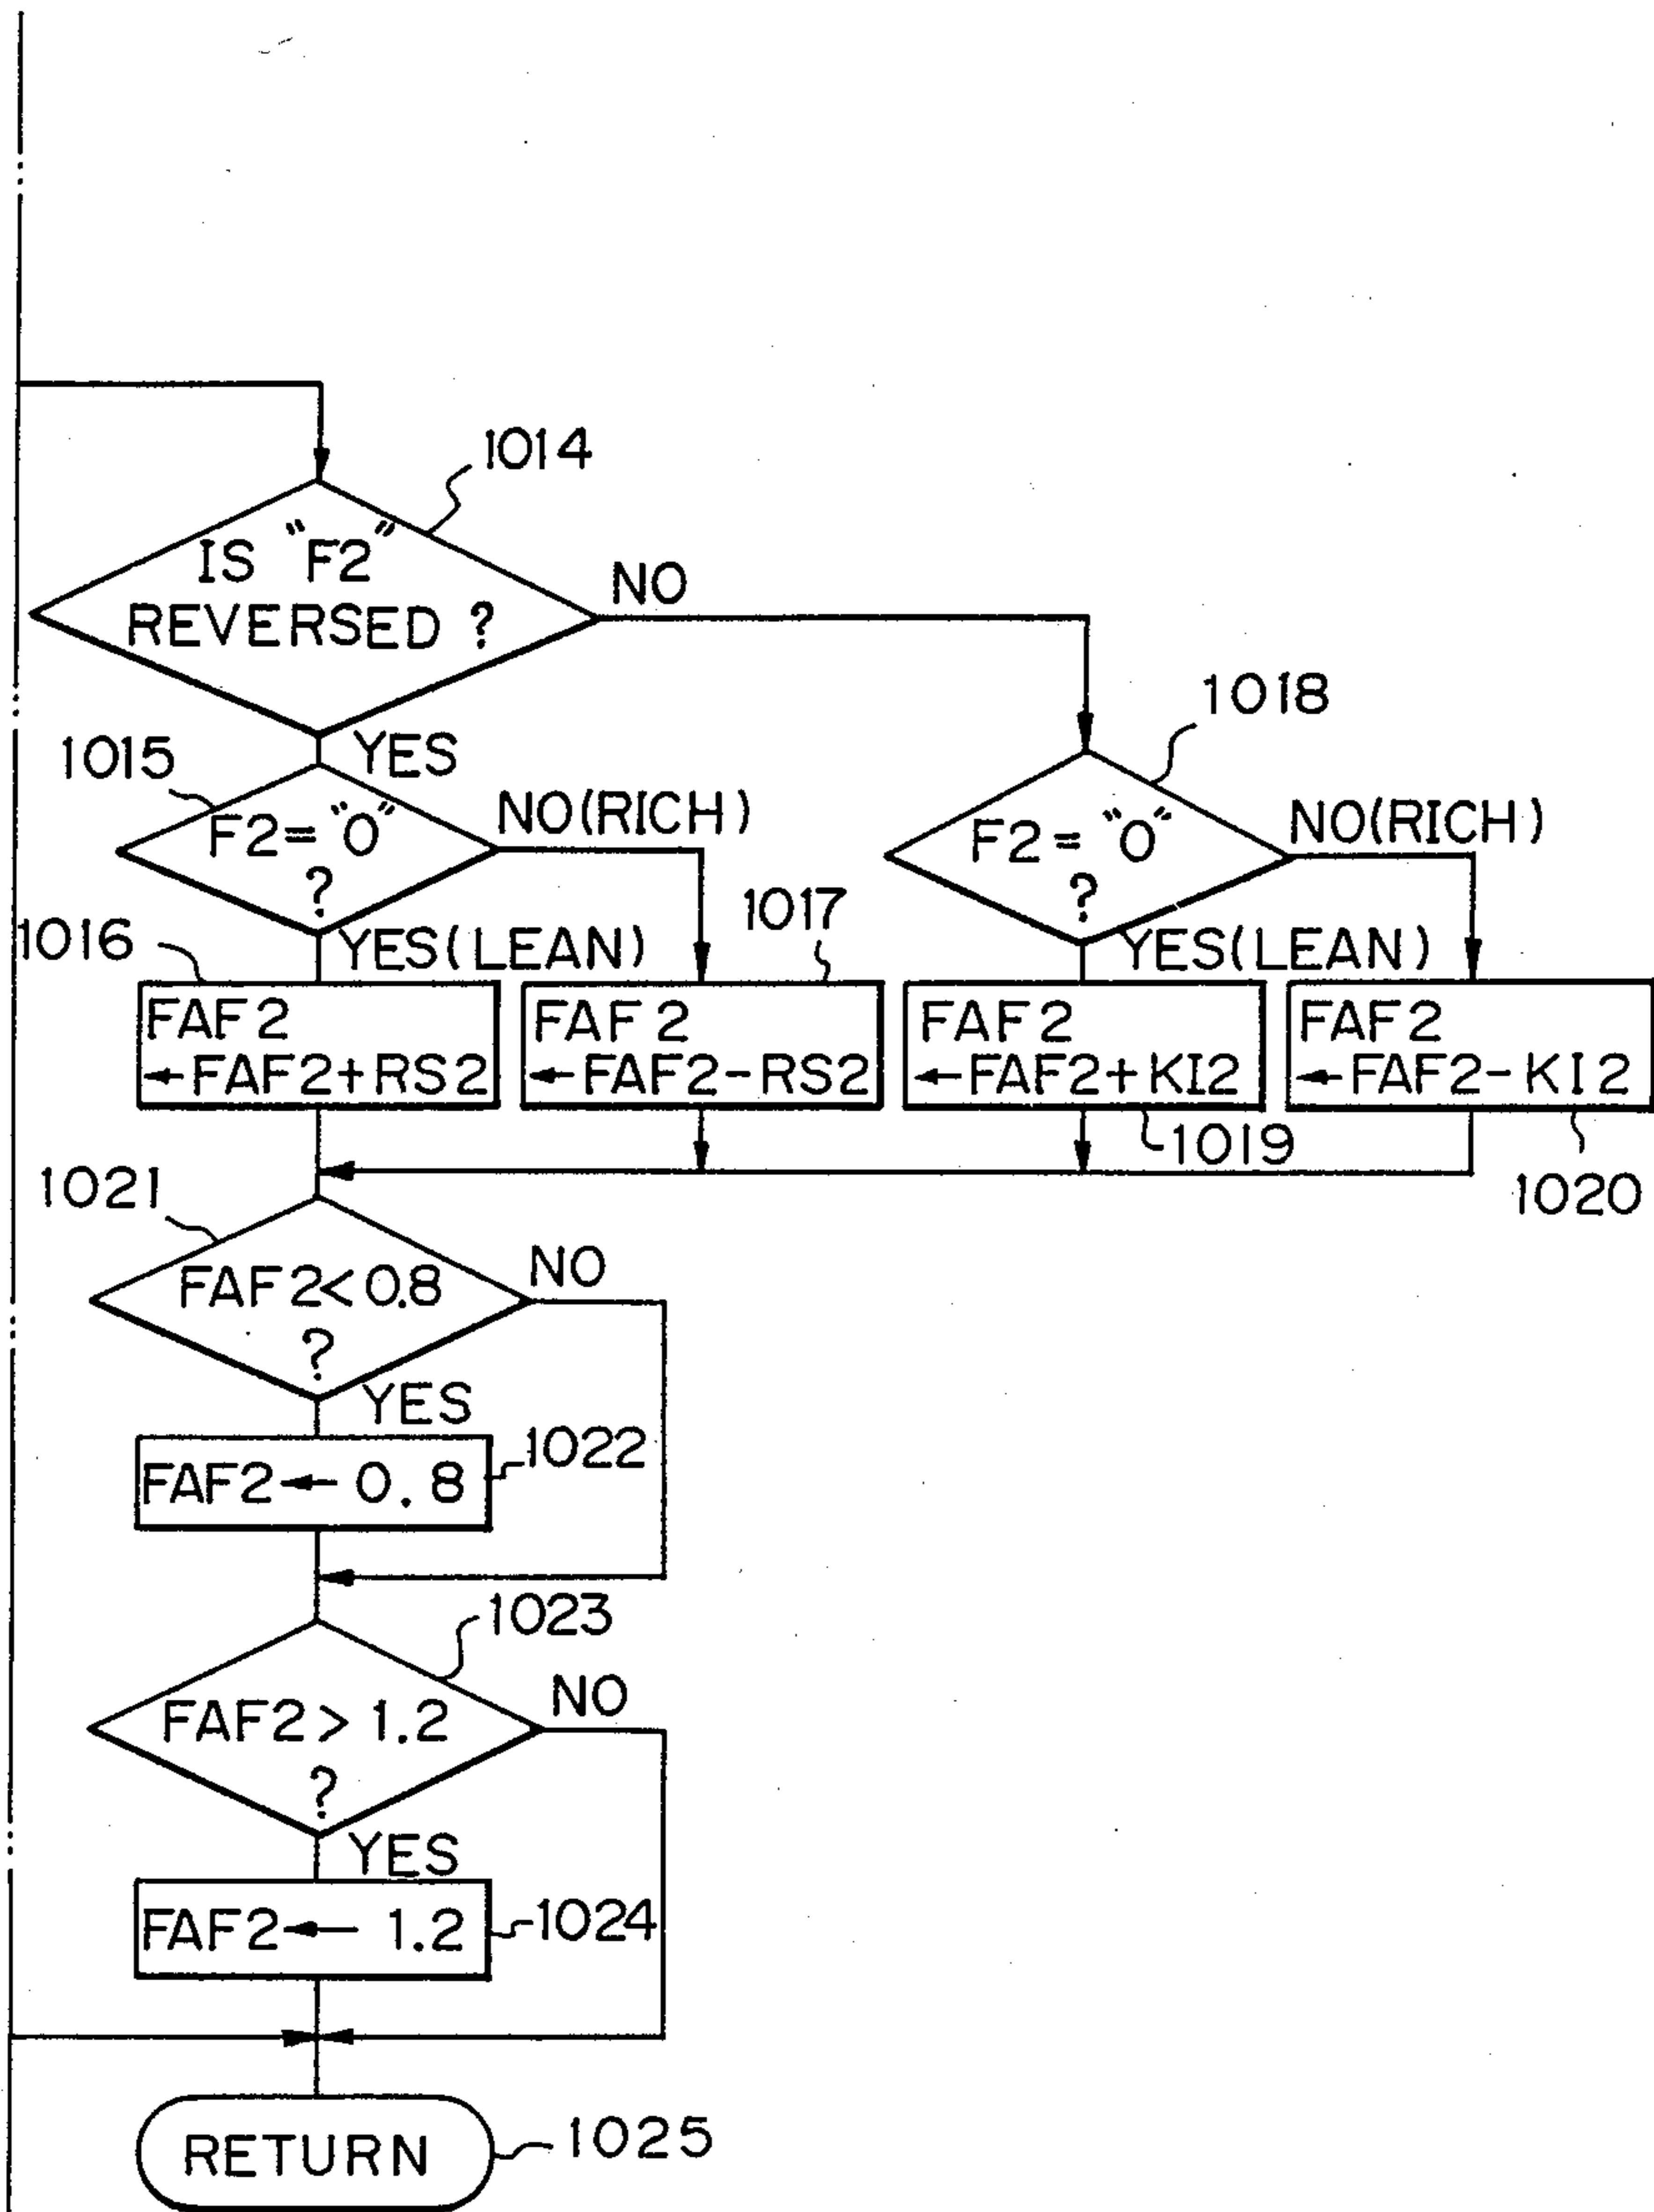 1014
IS "F2"
REVERSED ?
NO
YES
1018
1015
F2= "0"
?
NO(RICH)
YES(LEAN)
F2= "0"
?
NO(RICH)
YES(LEAN)
1016
FAF2
←FAF2+RS2
1017
FAF2
←FAF2-RS2
FAF2
←FAF2+KI2
1019
FAF2
←FAF2-KI2
1020
1021
FAF2<0.8
?
NO
YES
FAF2← 0.8
1022
1023
FAF2> 1.2
?
NO
YES
FAF2← 1.2
1024
RETURN
1025